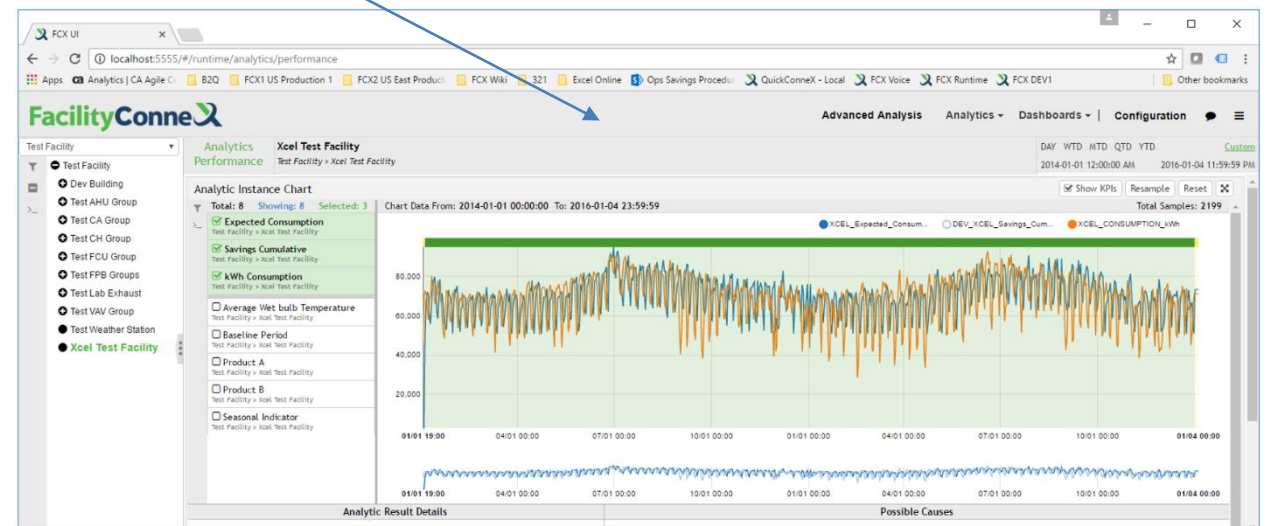 FCX UI
localhost:5555/#/runtime/analytics/performance
Apps CA Analytics | CA Agile B2Q FCX1 US Production 1 FCX2 US East Product FCX Wiki 321 Excel Online Ops Savings Procedu QuickConneX - Local FCX Voice FCX Runtime FCX DEV1 Other bookmarks
FacilityConneX
Advanced Analysis Analytics Dashboards | Configuration
Test Facility
Test Facility
Dev Building
Test AHU Group
Test CA Group
Test CH Group
Test FCU Group
Test FPB Groups
Test Lab Exhaust
Test VAV Group
Test Weather Station
Xcel Test Facility
Analytics Performance
Xcel Test Facility
Test Facility > Xcel Test Facility
DAY WTD MTD QTD YTD Custom
2014-01-01 12:00:00 AM 2016-01-04 11:59:59 PM
Analytic Instance Chart
Show KPIs Resample Reset
Total: 8 Showing: 8 Selected: 3
Chart Data From: 2014-01-01 00:00:00 To: 2016-01-04 23:59:59
Total Samples: 2199
Expected Consumption
Test Facility > Xcel Test Facility
Savings Cumulative
Test Facility > Xcel Test Facility
kWh Consumption
Test Facility > Xcel Test Facility
Average Wet bulb Temperature
Test Facility > Xcel Test Facility
Baseline Period
Test Facility > Xcel Test Facility
Product A
Test Facility > Xcel Test Facility
Product B
Test Facility > Xcel Test Facility
Seasonal Indicator
Test Facility > Xcel Test Facility
XCEL_Expected_Consum... DEV_XCEL_Savings_Cum... XCEL_CONSUMPTION_kWh
80,000
60,000
40,000
20,000
01/01 19:00 04/01 00:00 07/01 00:00 10/01 00:00 01/01 00:00 04/01 00:00 07/01 00:00 10/01 00:00 01/04 00:00
01/01 19:00 04/01 00:00 07/01 00:00 10/01 00:00 01/01 00:00 04/01 00:00 07/01 00:00 10/01 00:00 01/04 00:00
Analytic Result Details
Possible Causes